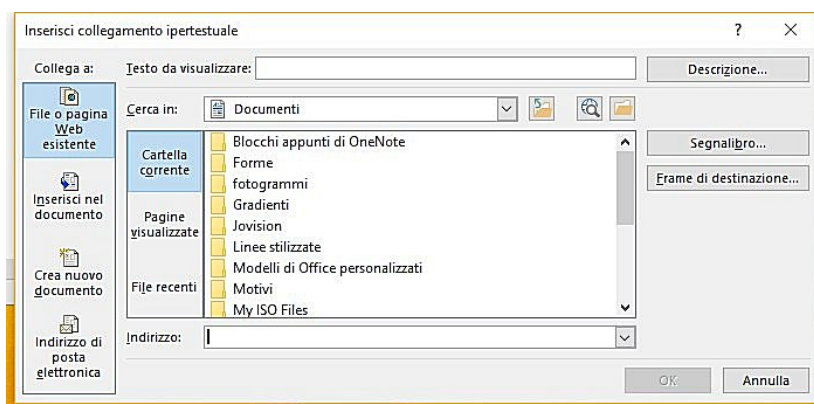 Inserisci collegamento ipertestuale
?
Collega a:
Testo da visualizzare:
Descrizione...
File o pagina
Web
esistente
Cerca in:
Documenti
Inserisci nel
documento
Crea nuovo
documento
Indirizzo di
posta
elettronica
Cartella
corrente
Pagine
visualizzate
File recenti
Blocchi appunti di OneNote
Forme
fotogrammi
Gradienti
Jovision
Linee stilizzate
Modelli di Office personalizzati
Motivi
My ISO Files
Segnalibro...
Frame di destinazione...
Indirizzo:
OK
Annulla